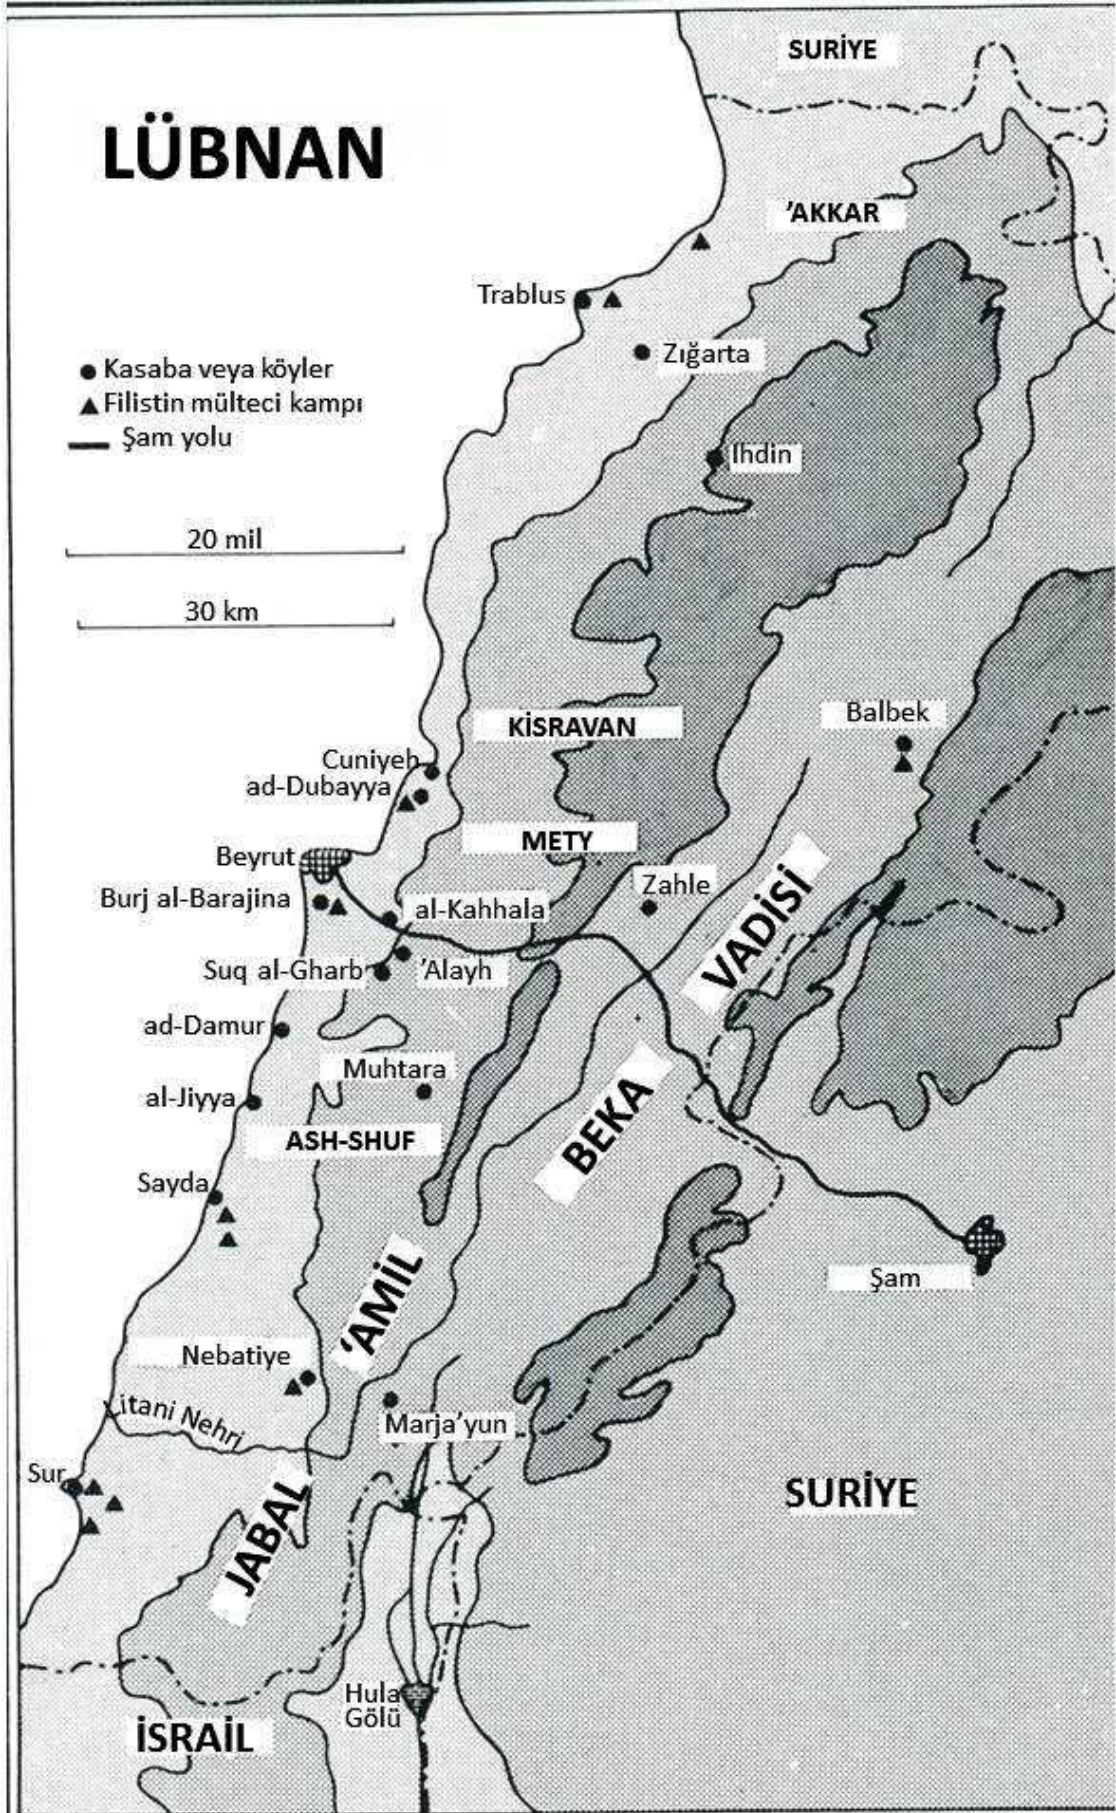 SURİYE
LÜBNAN
’AKKAR
Trablus
Zığarta
Kasaba veya köyler
Filistin mülteci kampı
Şam yolu
Ihdin
20 mil
30 km
KİSRAVAN
Balbek
Cuniyeh
ad-Dubayya
METY
Beyrut
Zahle
Burj al-Barajina
al-Kahhala
Suq al-Gharb
’Alayh
BEKA VADİSİ
ad-Damur
Muhtara
al-Jiyya
ASH-SHUF
Sayda
Şam
JABAL ‘AMİL
Nebatiye
Litani Nehri
Marja’yun
Sur
SURİYE
Hula
Gölü
İSRAİL